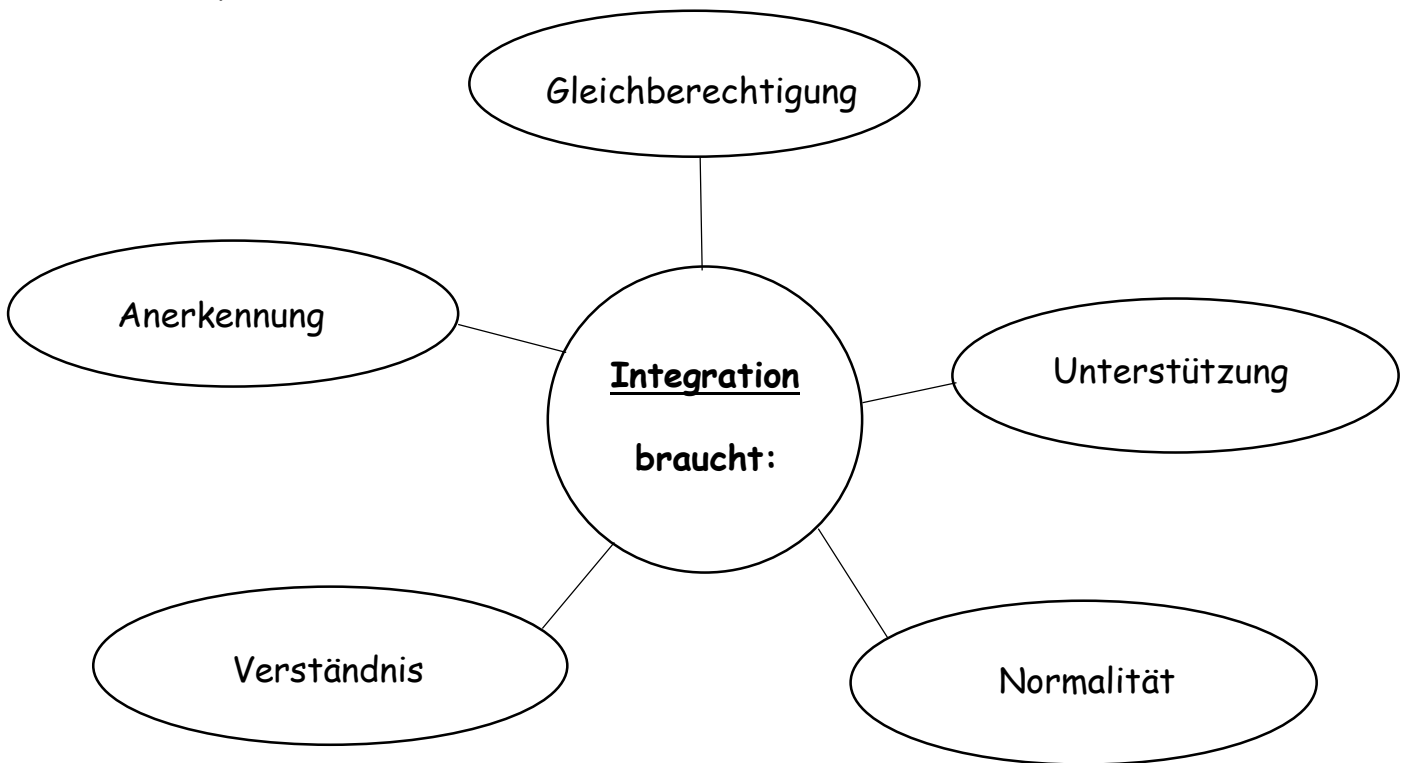 Gleichberechtigung
Anerkennung
Unterstützung
Integration
braucht:
Verständnis
Normalität